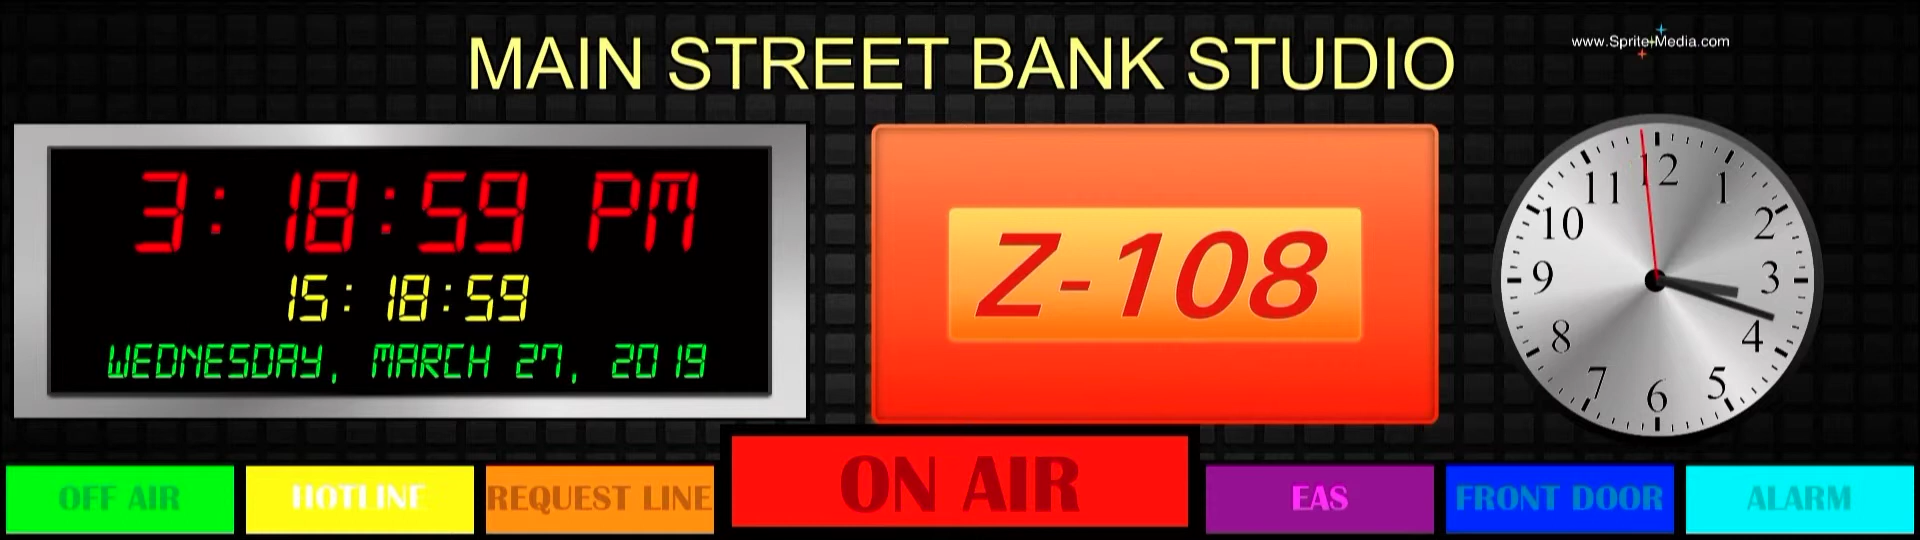 MAIN STREET BANK STUDIO
www.Sprite+Media.com
3:18:59 PM
15:18:59
WEDNESDAY, MARCH 27, 2019
Z-108
12
1
2
3
4
5
6
7
8
9
10
11
OFF AIR
HOTLINE
REQUEST LINE
ON AIR
EAS
FRONT DOOR
ALARM